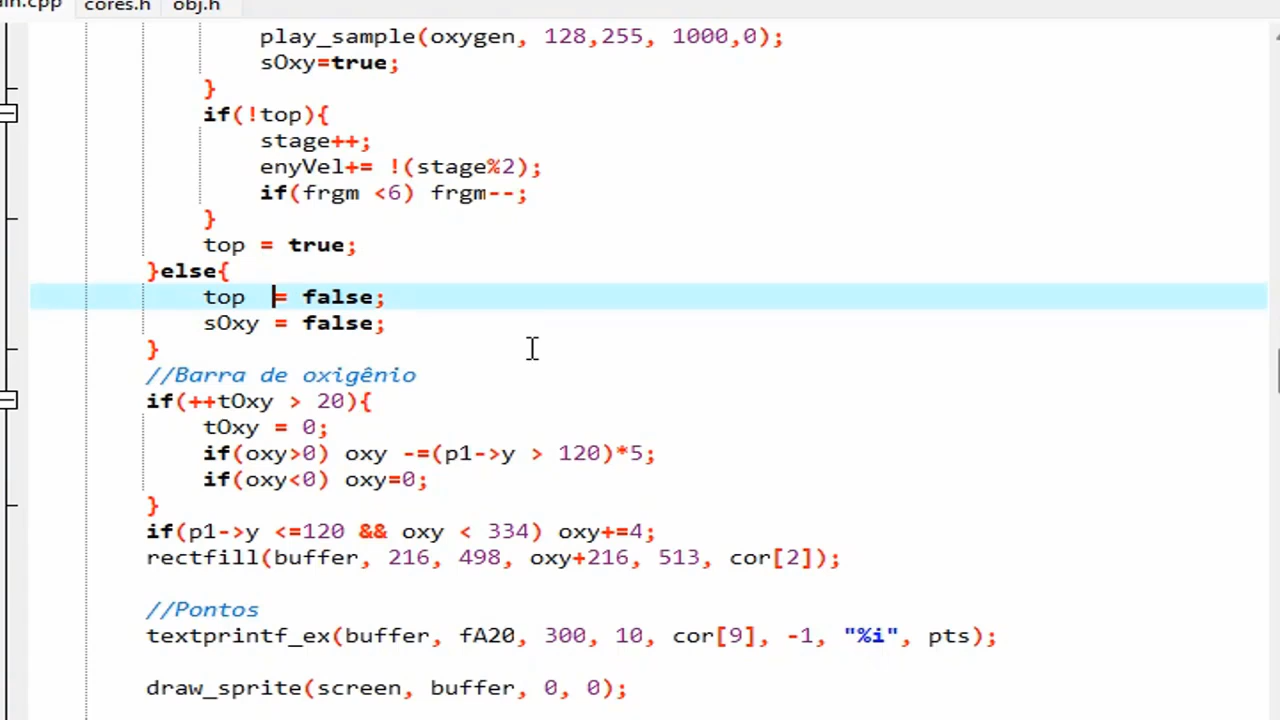 in.cpp cores.h obj.h
play_sample(oxygen, 128,255, 1000,0);
sOxy=true;
}
if(!top){
stage++;
enyVel+= !(stage%2);
if(frgm <6) frgm--;
}
top = true;
}else{
top  = false;
sOxy = false;
}
//Barra de oxigênio
if(++tOxy > 20){
tOxy = 0;
if(oxy>0) oxy -=(p1->y > 120)*5;
if(oxy<0) oxy=0;
}
if(p1->y <=120 && oxy < 334) oxy+=4;
rectfill(buffer, 216, 498, oxy+216, 513, cor[2]);
//Pontos
textprintf_ex(buffer, fA20, 300, 10, cor[9], -1, "%i", pts);
draw_sprite(screen, buffer, 0, 0);